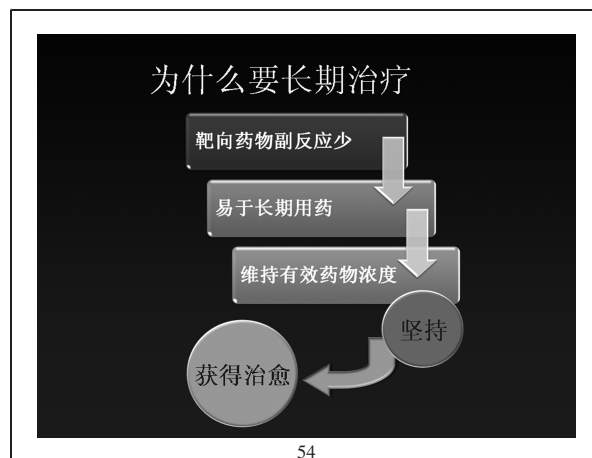 为什么要长期治疗
靶向药物副反应少
易于长期用药
维持有效药物浓度
坚持
获得治愈
54